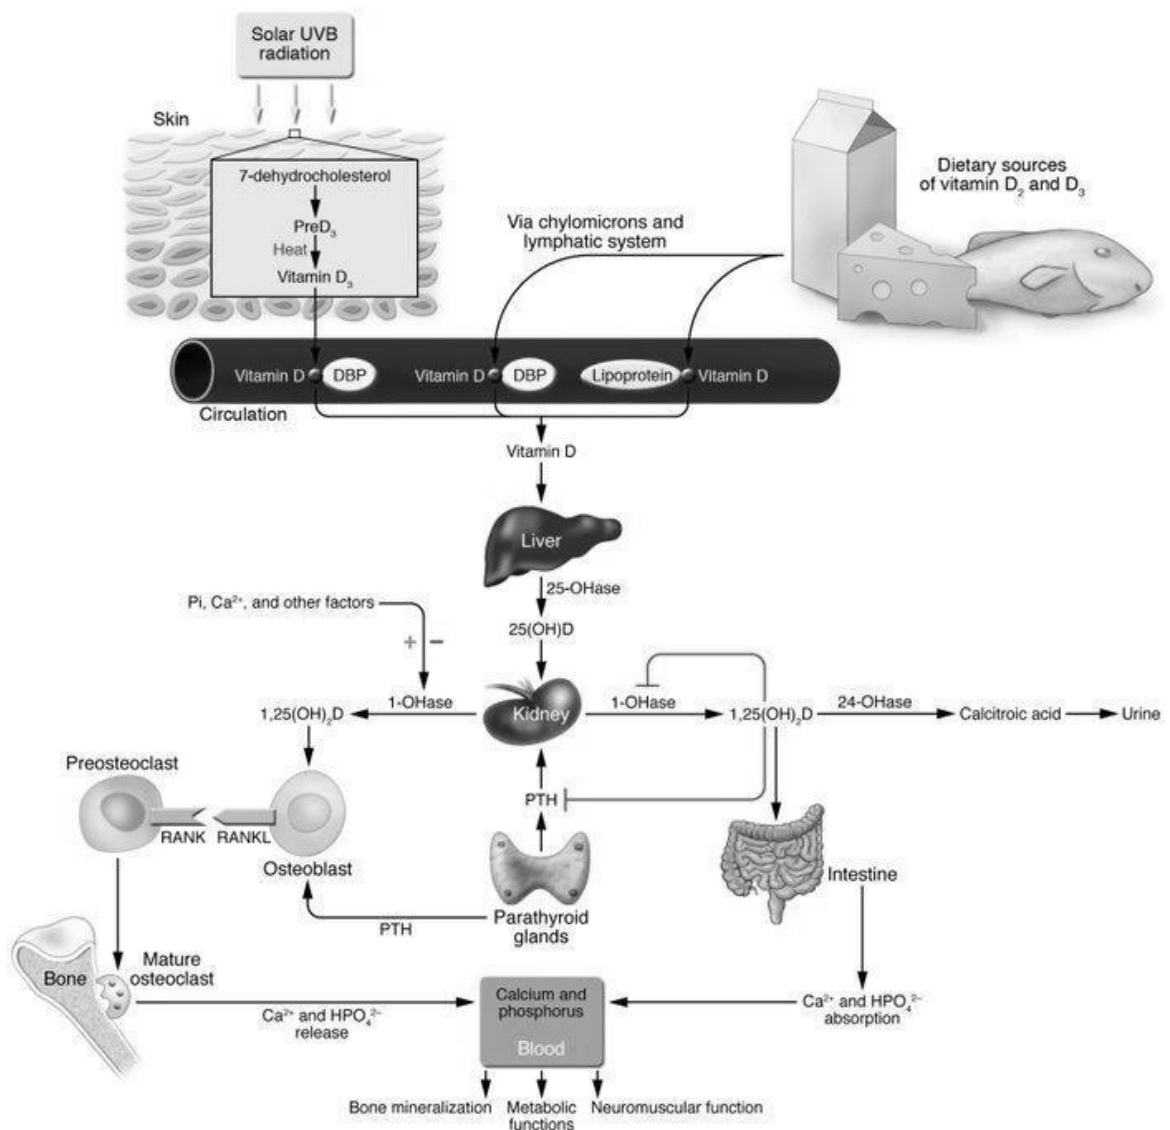 Solar UVB
radiation
Skin
7-dehydrocholesterol
PreD₃
Heat
Vitamin D₃
Dietary sources
of vitamin D₂ and D₃
Via chylomicrons and
lymphatic system
Vitamin D DBP
Vitamin D DBP
Lipoprotein Vitamin D
Circulation
Vitamin D
Liver
25-OHase
Pi, Ca²⁺, and other factors
25(OH)D
+ −
1,25(OH)₂D
1-OHase
Kidney
1-OHase
1,25(OH)₂D
24-OHase
Calcitroic acid
Urine
Preosteoclast
RANK
RANKL
Osteoblast
PTH
PTH
Parathyroid
glands
Intestine
Bone
Mature
osteoclast
Ca²⁺ and HPO₄²⁻
release
Calcium and
phosphorus
Blood
Ca²⁺ and HPO₄²⁻
absorption
Bone mineralization
Metabolic
functions
Neuromuscular function